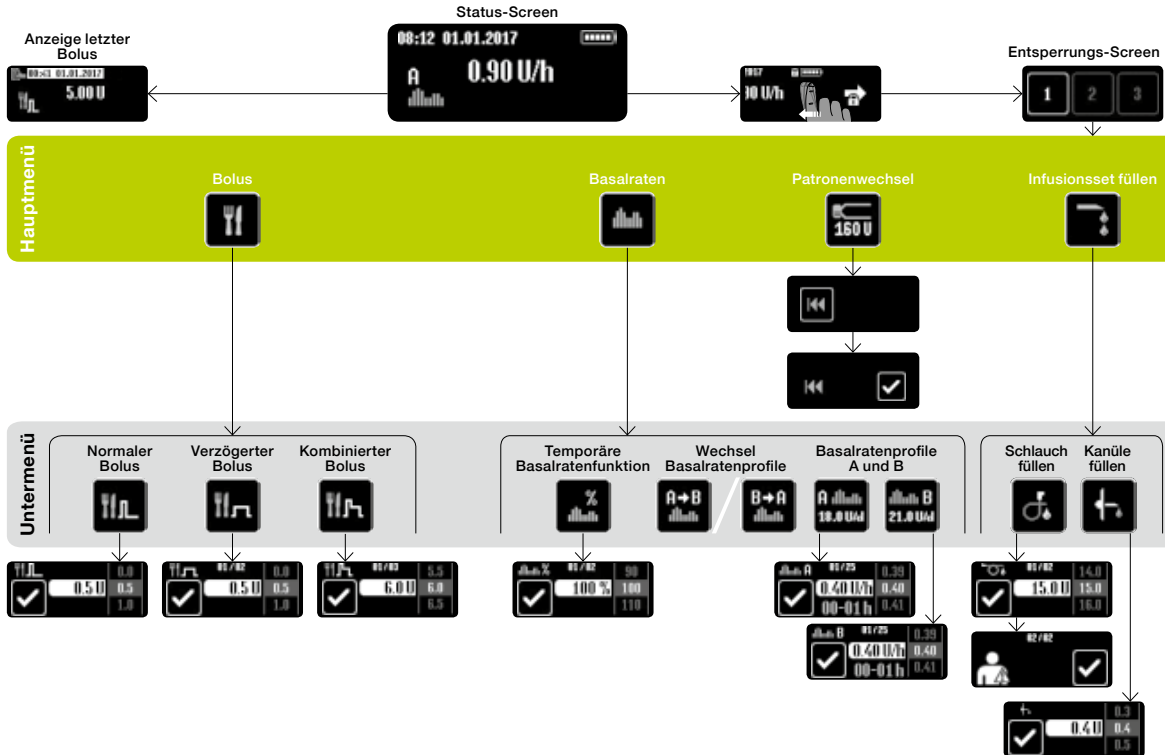 Status-Screen
08:12 01.01.2017
A
0.90 U/h
Anzeige letzter
Bolus
01.01.2017
5.00 U
2017
90 U/h
Entsperrungs-Screen
1 2 3
Hauptmenü
Bolus
Basalraten
Patronenwechsel
160 U
Infusionsset füllen
Untermenü
Normaler
Bolus
Verzögerter
Bolus
Kombinierter
Bolus
Temporäre
Basalratenfunktion
%
Wechsel
Basalratenprofile
A→B
B→A
Basalratenprofile
A und B
A
18.0 U/d
B
21.0 U/d
Schlauch
füllen
Kanüle
füllen
0.5 U
0.0
0.5
1.0
01/02
0.5 U
0.0
0.5
1.0
01/03
6.0 U
5.5
6.0
6.5
% 01/02
100 %
90
100
110
A 01/25
0.40 U/h
00-01 h
0.39
0.40
0.41
B 01/25
0.40 U/h
00-01 h
0.39
0.40
0.41
01/02
15.0 U
14.0
15.0
16.0
02/02
0.4 U
0.3
0.4
0.5